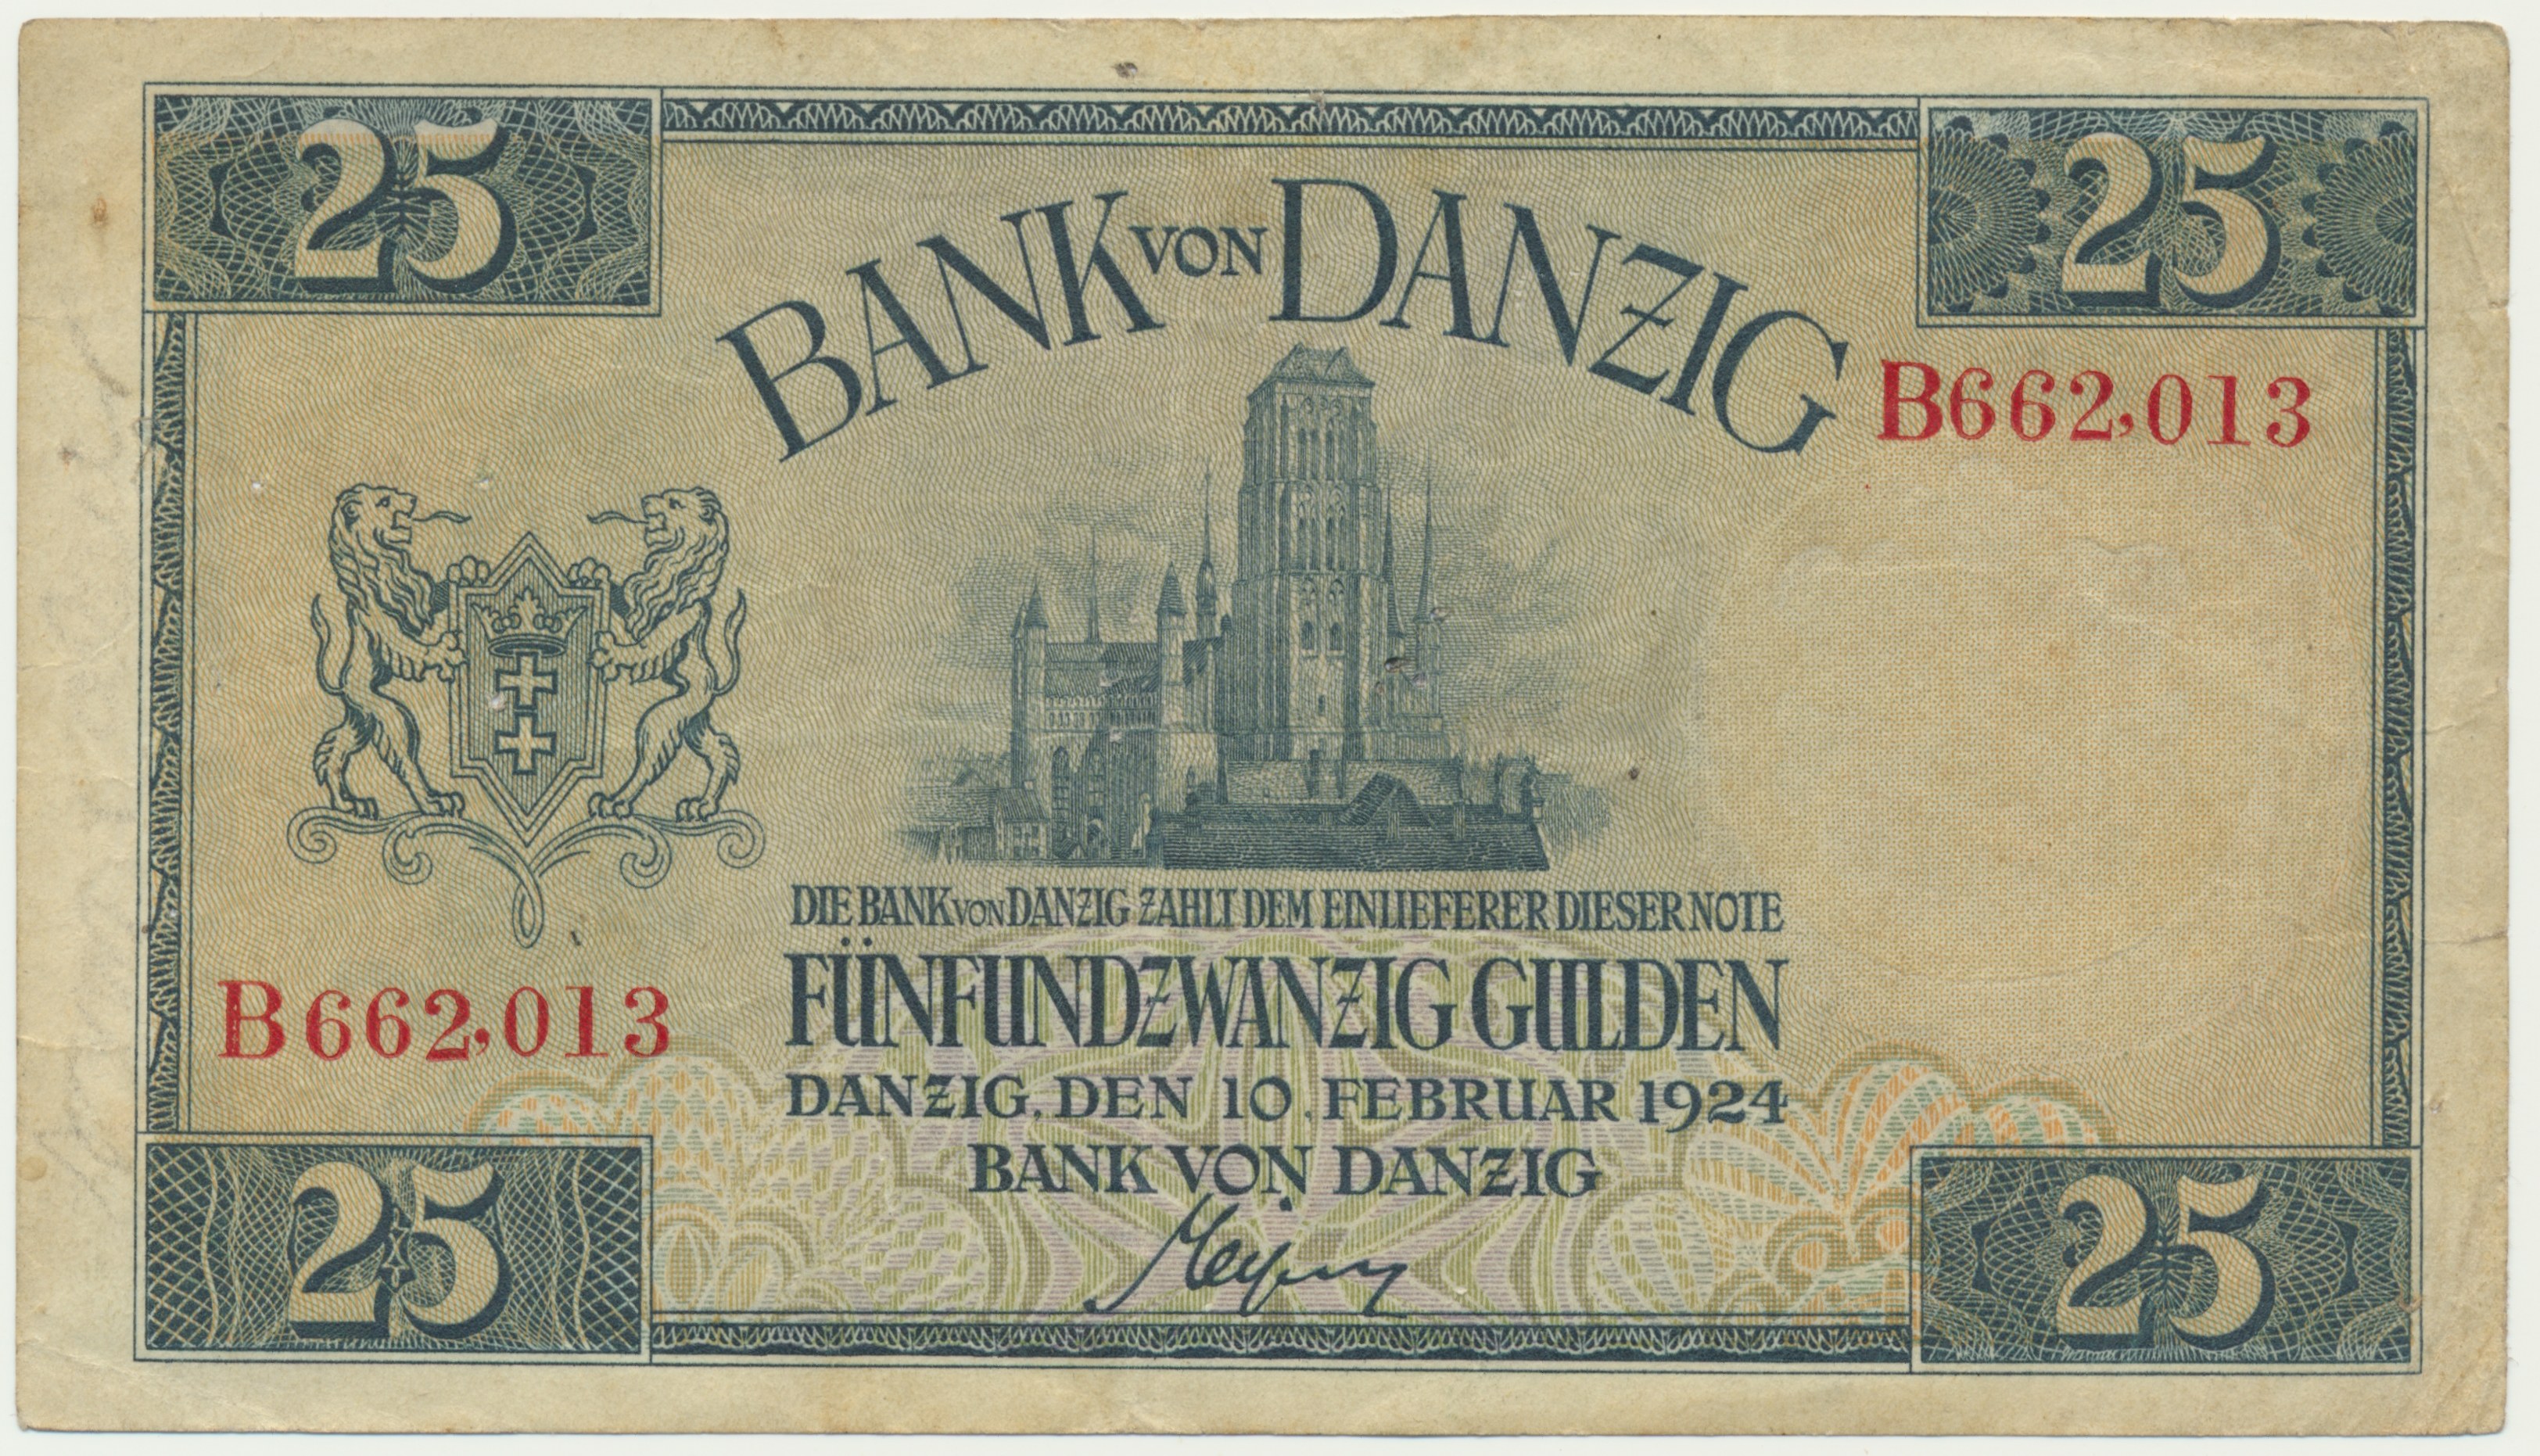 25
25
BANK VON DANZIG
B662,013
DIE BANK VON DANZIG ZAHLT DEM EINLIEFERER DIESER NOTE
FÜNFUNDZWANZIG GULDEN
B662,013
DANZIG, DEN 10. FEBRUAR 1924
BANK VON DANZIG
25
25